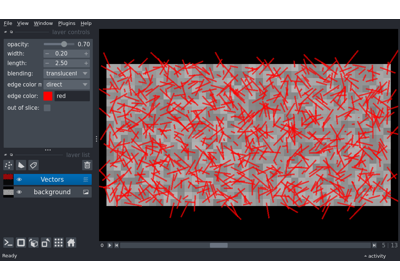 File View Window Plugins Help
layer controls
opacity: 0.70
width: 0.20
length: 2.50
blending: translucent
edge color m direct
edge color: red
out of slice:
layer list
Vectors
background
0 5 13
Ready activity